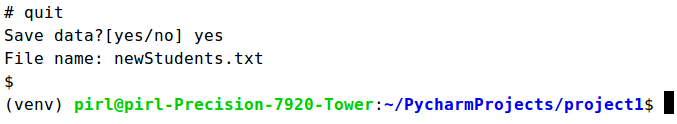 # quit
Save data?[yes/no] yes
File name: newStudents.txt
$
(venv) pirl@pirl-Precision-7920-Tower:~/PycharmProjects/project1$